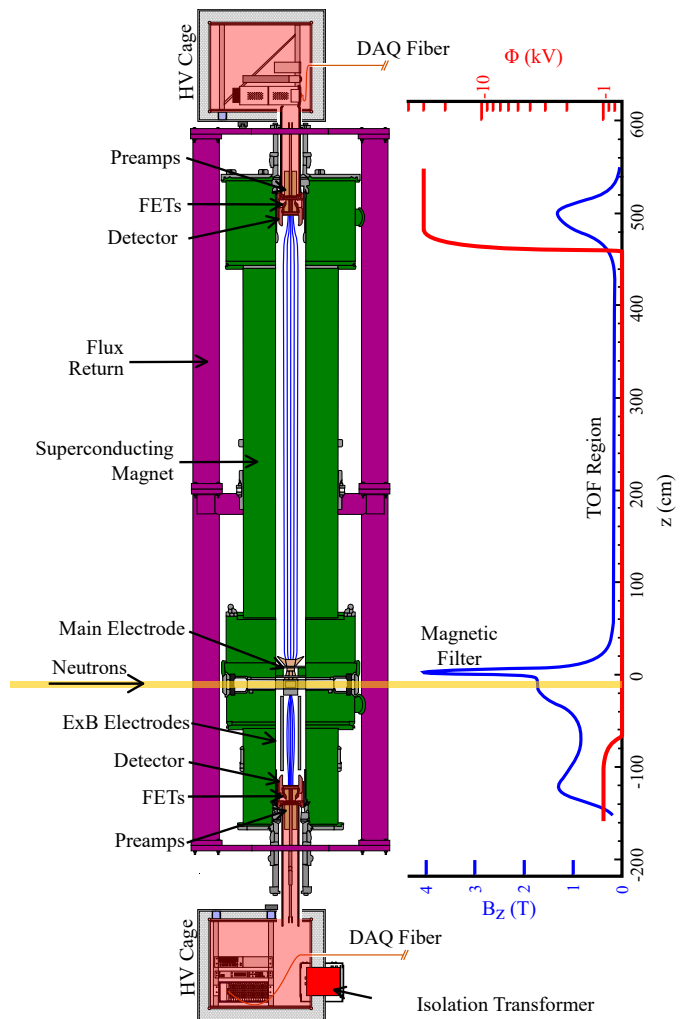 HV Cage
DAQ Fiber
Preamps
FETs
Detector
Flux
Return
Superconducting
Magnet
Main Electrode
Neutrons
ExB Electrodes
Detector
FETs
Preamps
HV Cage
DAQ Fiber
Isolation Transformer
Φ (kV)
-10
-1
600
500
400
300
200
100
0
-100
-200
z (cm)
TOF Region
Magnetic
Filter
4
3
2
1
0
BZ (T)